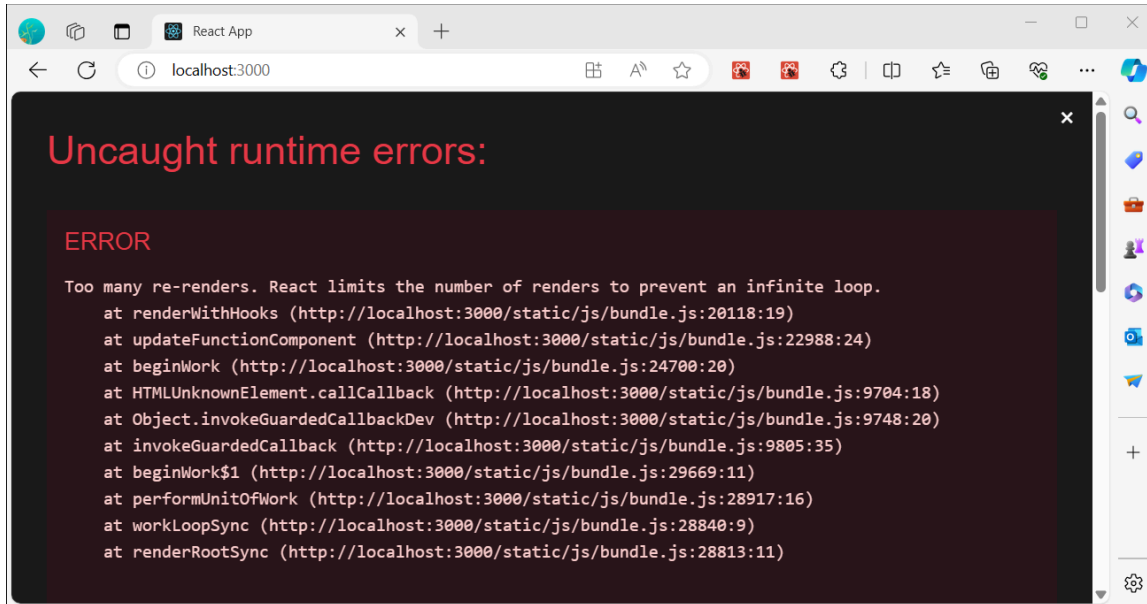 React App
localhost:3000
Uncaught runtime errors:
ERROR
Too many re-renders. React limits the number of renders to prevent an infinite loop.
at renderWithHooks (http://localhost:3000/static/js/bundle.js:20118:19)
at updateFunctionComponent (http://localhost:3000/static/js/bundle.js:22988:24)
at beginWork (http://localhost:3000/static/js/bundle.js:24700:20)
at HTMLUnknownElement.callCallback (http://localhost:3000/static/js/bundle.js:9704:18)
at Object.invokeGuardedCallbackDev (http://localhost:3000/static/js/bundle.js:9748:20)
at invokeGuardedCallback (http://localhost:3000/static/js/bundle.js:9805:35)
at beginWork$1 (http://localhost:3000/static/js/bundle.js:29669:11)
at performUnitOfWork (http://localhost:3000/static/js/bundle.js:28917:16)
at workLoopSync (http://localhost:3000/static/js/bundle.js:28840:9)
at renderRootSync (http://localhost:3000/static/js/bundle.js:28813:11)